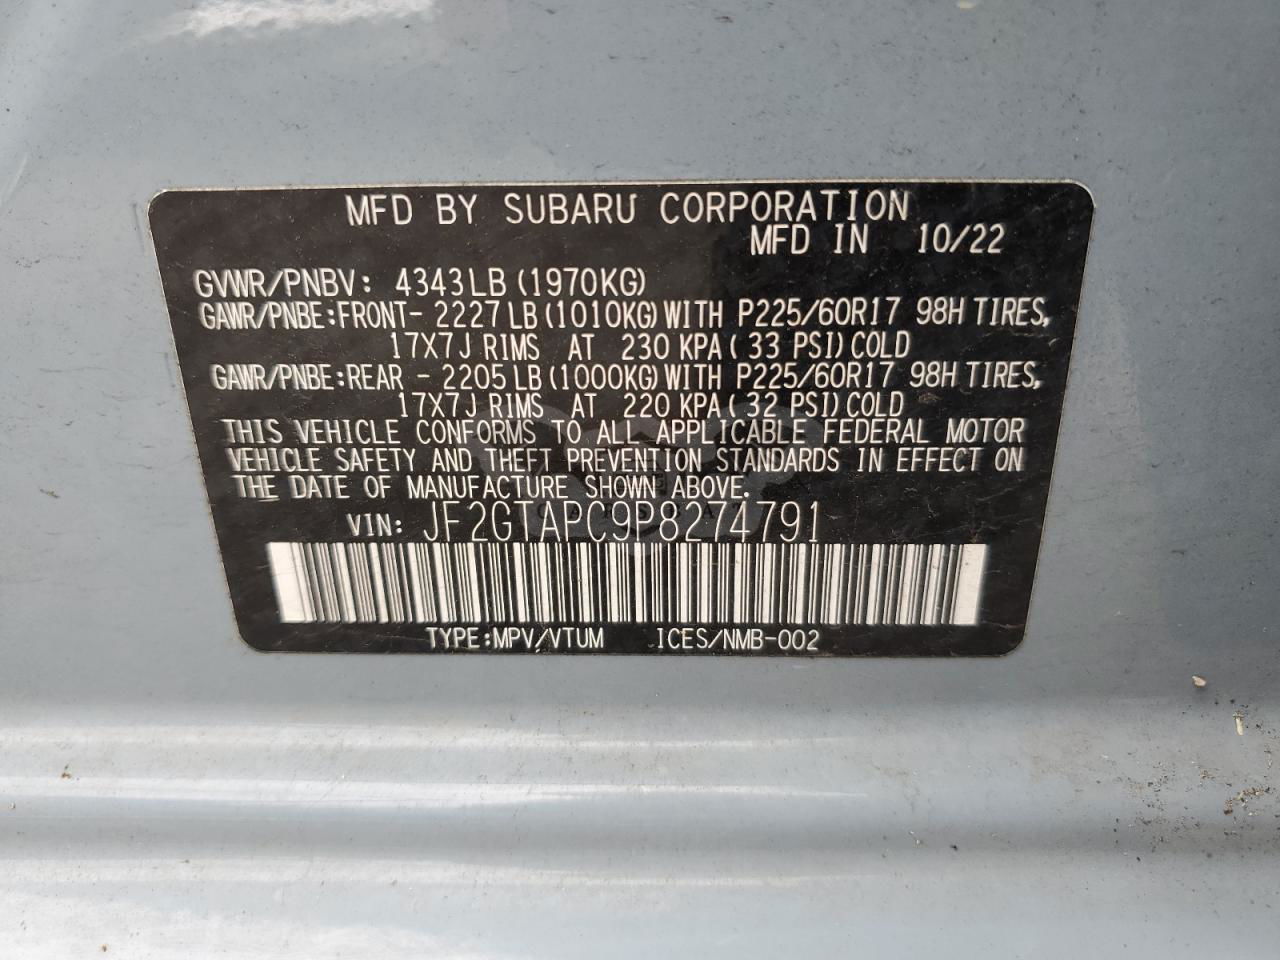 MFD BY SUBARU CORPORATION
MFD IN 10/22
GVWR/PNBV: 4343LB (1970KG)
GAWR/PNBE:FRONT- 2227 LB (1010KG) WITH P225/60R17 98H TIRES,
17X7J RIMS AT 230 KPA ( 33 PSI) COLD
GAWR/PNBE:REAR - 2205 LB (1000KG) WITH P225/60R17 98H TIRES,
17X7J RIMS AT 220 KPA ( 32 PSI) COLD
THIS VEHICLE CONFORMS TO ALL APPLICABLE FEDERAL MOTOR
VEHICLE SAFETY AND THEFT PREVENTION STANDARDS IN EFFECT ON
THE DATE OF MANUFACTURE SHOWN ABOVE.
VIN: JF2GTAPC9P8274791
TYPE:MPV/VTUM ICES/NMB-002